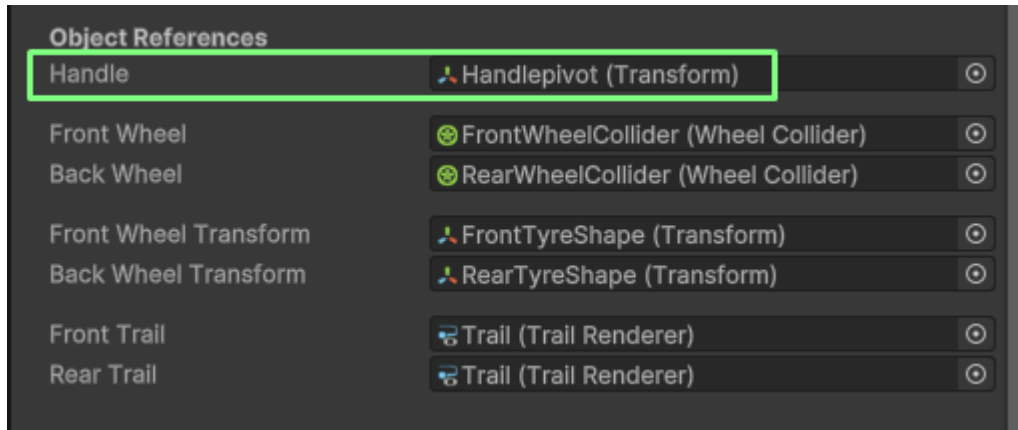 Object References
Handle Handlepivot (Transform)
Front Wheel FrontWheelCollider (Wheel Collider)
Back Wheel RearWheelCollider (Wheel Collider)
Front Wheel Transform FrontTyreShape (Transform)
Back Wheel Transform RearTyreShape (Transform)
Front Trail Trail (Trail Renderer)
Rear Trail Trail (Trail Renderer)